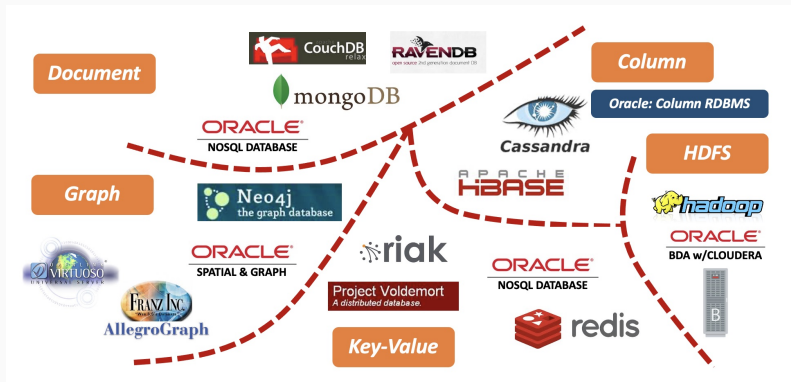 Document
CouchDB
relax
RAVENDB
open source 2nd generation document DB
mongoDB
ORACLE®
NOSQL DATABASE
Column
Oracle: Column RDBMS
Cassandra
APACHE
HBASE
HDFS
hadoop
ORACLE®
BDA w/CLOUDERA
B
Graph
Neo4j
the graph database
VIRTUOSO
UNIVERSAL SERVER
ORACLE®
SPATIAL & GRAPH
FRANZ INC.
AllegroGraph
riak
Project Voldemort
A distributed database.
Key-Value
ORACLE®
NOSQL DATABASE
redis